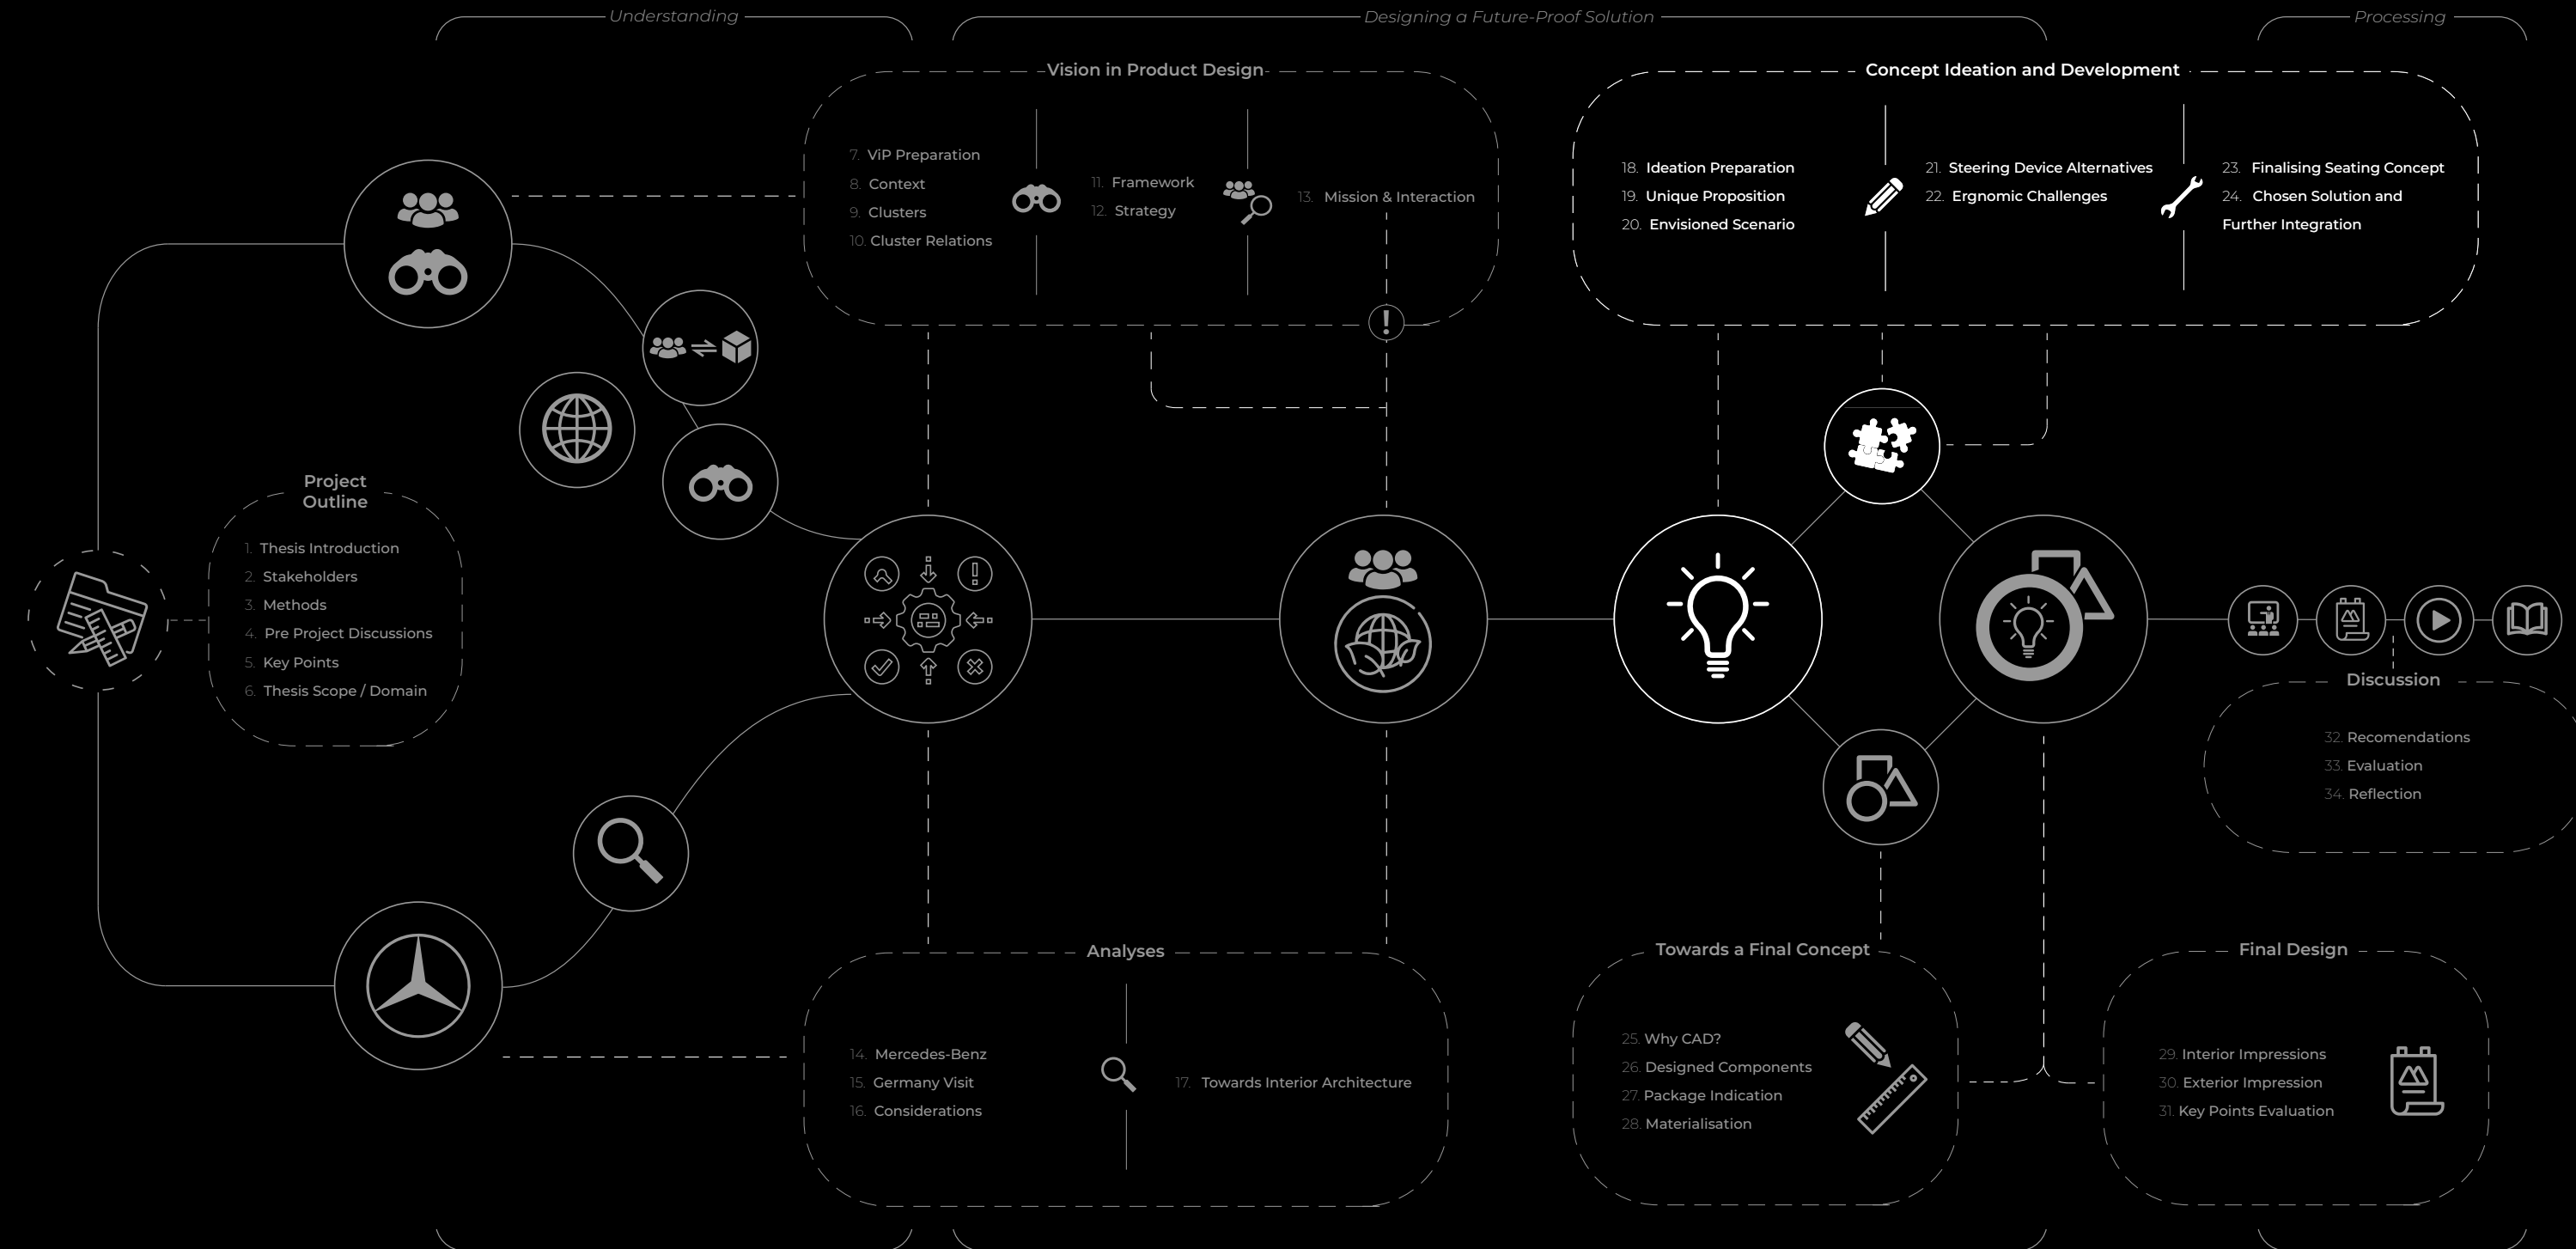 Understanding
Designing a Future-Proof Solution
Processing
Vision in Product Design
7. ViP Preparation
8. Context
9. Clusters
10. Cluster Relations
11. Framework
12. Strategy
13. Mission & Interaction
!
Concept Ideation and Development
18. Ideation Preparation
19. Unique Proposition
20. Envisioned Scenario
21. Steering Device Alternatives
22. Ergnomic Challenges
23. Finalising Seating Concept
24. Chosen Solution and
Further Integration
Project
Outline
1. Thesis Introduction
2. Stakeholders
3. Methods
4. Pre Project Discussions
5. Key Points
6. Thesis Scope / Domain
Discussion
32. Recomendations
33. Evaluation
34. Reflection
Analyses
14. Mercedes-Benz
15. Germany Visit
16. Considerations
17. Towards Interior Architecture
Towards a Final Concept
25. Why CAD?
26. Designed Components
27. Package Indication
28. Materialisation
Final Design
29. Interior Impressions
30. Exterior Impression
31. Key Points Evaluation